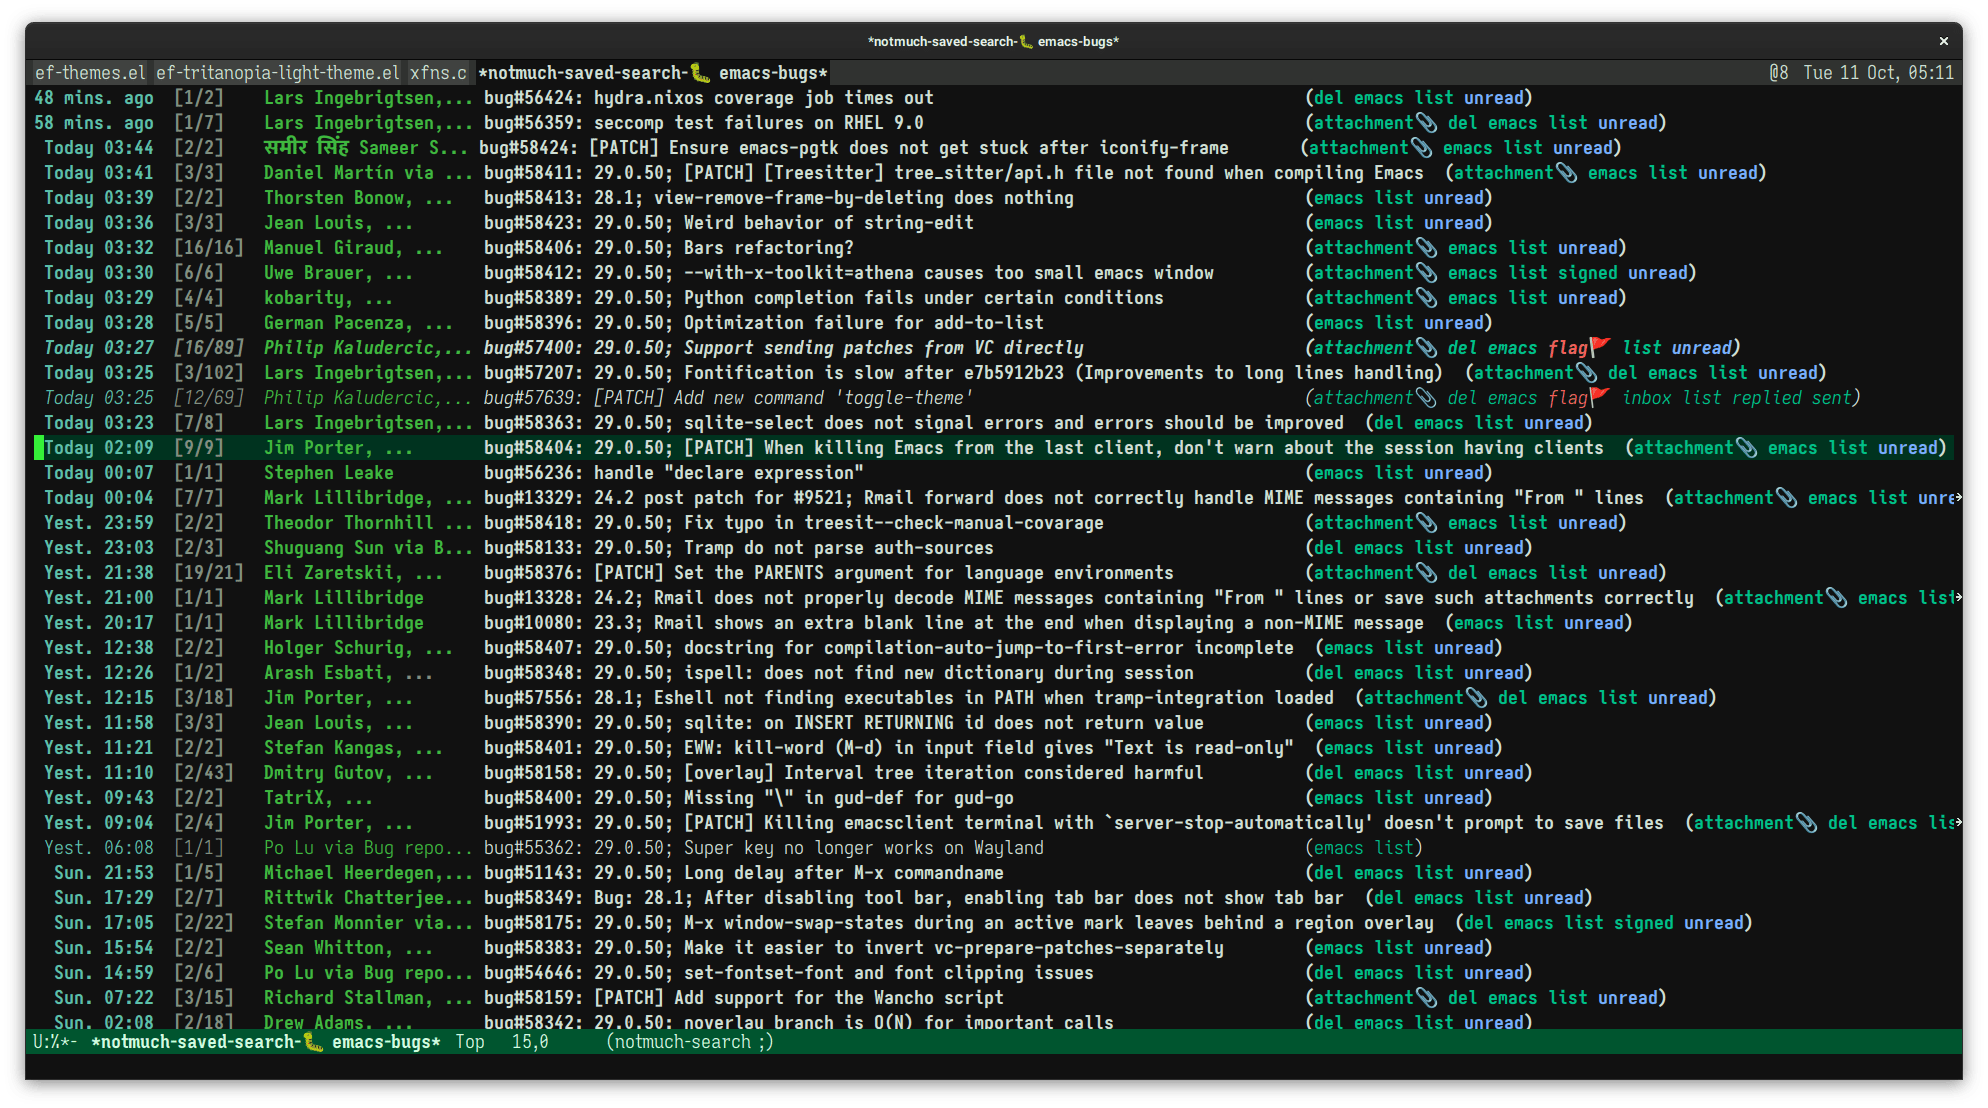 *notmuch-saved-search-🐛 emacs-bugs*
ef-themes.el ef-tritanopia-light-theme.el xfns.c *notmuch-saved-search-🐛 emacs-bugs* @8 Tue 11 Oct, 05:11
48 mins. ago [1/2] Lars Ingebrigtsen,... bug#56424: hydra.nixos coverage job times out (del emacs list unread)
58 mins. ago [1/7] Lars Ingebrigtsen,... bug#56359: seccomp test failures on RHEL 9.0 (attachment📎 del emacs list unread)
Today 03:44 [2/2] समीर सिंह Sameer S... bug#58424: [PATCH] Ensure emacs-pgtk does not get stuck after iconify-frame (attachment📎 emacs list unread)
Today 03:41 [3/3] Daniel Martín via ... bug#58411: 29.0.50; [PATCH] [Treesitter] tree_sitter/api.h file not found when compiling Emacs (attachment📎 emacs list unread)
Today 03:39 [2/2] Thorsten Bonow, ... bug#58413: 28.1; view-remove-frame-by-deleting does nothing (emacs list unread)
Today 03:36 [3/3] Jean Louis, ... bug#58423: 29.0.50; Weird behavior of string-edit (emacs list unread)
Today 03:32 [16/16] Manuel Giraud, ... bug#58406: 29.0.50; Bars refactoring? (attachment📎 emacs list unread)
Today 03:30 [6/6] Uwe Brauer, ... bug#58412: 29.0.50; --with-x-toolkit=athena causes too small emacs window (attachment📎 emacs list signed unread)
Today 03:29 [4/4] kobarity, ... bug#58389: 29.0.50; Python completion fails under certain conditions (attachment📎 emacs list unread)
Today 03:28 [5/5] German Pacenza, ... bug#58396: 29.0.50; Optimization failure for add-to-list (emacs list unread)
Today 03:27 [16/89] Philip Kaludercic,... bug#57400: 29.0.50; Support sending patches from VC directly (attachment📎 del emacs flag🚩 list unread)
Today 03:25 [3/102] Lars Ingebrigtsen,... bug#57207: 29.0.50; Fontification is slow after e7b5912b23 (Improvements to long lines handling) (attachment📎 del emacs list unread)
Today 03:25 [12/69] Philip Kaludercic,... bug#57639: [PATCH] Add new command 'toggle-theme' (attachment📎 del emacs flag🚩 inbox list replied sent)
Today 03:23 [7/8] Lars Ingebrigtsen,... bug#58363: 29.0.50; sqlite-select does not signal errors and errors should be improved (del emacs list unread)
Today 02:09 [9/9] Jim Porter, ... bug#58404: 29.0.50; [PATCH] When killing Emacs from the last client, don't warn about the session having clients (attachment📎 emacs list unread)
Today 00:07 [1/1] Stephen Leake bug#56236: handle "declare expression" (emacs list unread)
Today 00:04 [7/7] Mark Lillibridge, ... bug#13329: 24.2 post patch for #9521; Rmail forward does not correctly handle MIME messages containing "From " lines (attachment📎 emacs list unre
Yest. 23:59 [2/2] Theodor Thornhill ... bug#58418: 29.0.50; Fix typo in treesit--check-manual-covarage (attachment📎 emacs list unread)
Yest. 23:03 [2/3] Shuguang Sun via B... bug#58133: 29.0.50; Tramp do not parse auth-sources (del emacs list unread)
Yest. 21:38 [19/21] Eli Zaretskii, ... bug#58376: [PATCH] Set the PARENTS argument for language environments (attachment📎 del emacs list unread)
Yest. 21:00 [1/1] Mark Lillibridge bug#13328: 24.2; Rmail does not properly decode MIME messages containing "From " lines or save such attachments correctly (attachment📎 emacs list
Yest. 20:17 [1/1] Mark Lillibridge bug#10080: 23.3; Rmail shows an extra blank line at the end when displaying a non-MIME message (emacs list unread)
Yest. 12:38 [2/2] Holger Schurig, ... bug#58407: 29.0.50; docstring for compilation-auto-jump-to-first-error incomplete (emacs list unread)
Yest. 12:26 [1/2] Arash Esbati, ... bug#58348: 29.0.50; ispell: does not find new dictionary during session (del emacs list unread)
Yest. 12:15 [3/18] Jim Porter, ... bug#57556: 28.1; Eshell not finding executables in PATH when tramp-integration loaded (attachment📎 del emacs list unread)
Yest. 11:58 [3/3] Jean Louis, ... bug#58390: 29.0.50; sqlite: on INSERT RETURNING id does not return value (emacs list unread)
Yest. 11:21 [2/2] Stefan Kangas, ... bug#58401: 29.0.50; EWW: kill-word (M-d) in input field gives "Text is read-only" (emacs list unread)
Yest. 11:10 [2/43] Dmitry Gutov, ... bug#58158: 29.0.50; [overlay] Interval tree iteration considered harmful (del emacs list unread)
Yest. 09:43 [2/2] TatriX, ... bug#58400: 29.0.50; Missing "\" in gud-def for gud-go (emacs list unread)
Yest. 09:04 [2/4] Jim Porter, ... bug#51993: 29.0.50; [PATCH] Killing emacsclient terminal with `server-stop-automatically' doesn't prompt to save files (attachment📎 del emacs lis
Yest. 06:08 [1/1] Po Lu via Bug repo... bug#55362: 29.0.50; Super key no longer works on Wayland (emacs list)
Sun. 21:53 [1/5] Michael Heerdegen,... bug#51143: 29.0.50; Long delay after M-x commandname (del emacs list unread)
Sun. 17:29 [2/7] Rittwik Chatterjee... bug#58349: Bug: 28.1; After disabling tool bar, enabling tab bar does not show tab bar (del emacs list unread)
Sun. 17:05 [2/22] Stefan Monnier via... bug#58175: 29.0.50; M-x window-swap-states during an active mark leaves behind a region overlay (del emacs list signed unread)
Sun. 15:54 [2/2] Sean Whitton, ... bug#58383: 29.0.50; Make it easier to invert vc-prepare-patches-separately (emacs list unread)
Sun. 14:59 [2/6] Po Lu via Bug repo... bug#54646: 29.0.50; set-fontset-font and font clipping issues (del emacs list unread)
Sun. 07:22 [3/15] Richard Stallman, ... bug#58159: [PATCH] Add support for the Wancho script (attachment📎 del emacs list unread)
Sun. 02:08 [2/18] Drew Adams, ... bug#58342: 29.0.50; noverlay branch is O(N) for important calls (del emacs list unread)
U:%*- *notmuch-saved-search-🐛 emacs-bugs* Top 15,0 (notmuch-search ;)